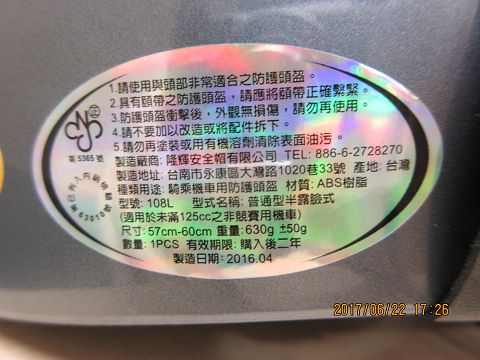 1.請使用與頭部非常適合之防護頭盔。
2.具有頤帶之防護頭盔，請應將頤帶正確繫緊。
3.防護頭盔衝擊後，外觀無損傷，請勿再使用。
4.請不要加以改造或將配件拆下。
5.請勿再塗裝或用有機溶劑清除表面油污。
製造廠商: 隆輝安全帽有限公司 TEL: 886-6-2728270
製造地址: 台南市永康區大灣路1020巷33號 產地: 台灣
種類用途: 騎乘機車用防護頭盔 材質: ABS樹脂
型號: 108L 型式名稱: 普通型半露臉式
(適用於未滿125cc之非競賽用機車)
尺寸: 57cm-60cm 重量: 630g ±50g
數量: 1PCS 有效期限: 購入後二年
製造日期: 2016.04
第 5365 號
2017/06/22 17:26